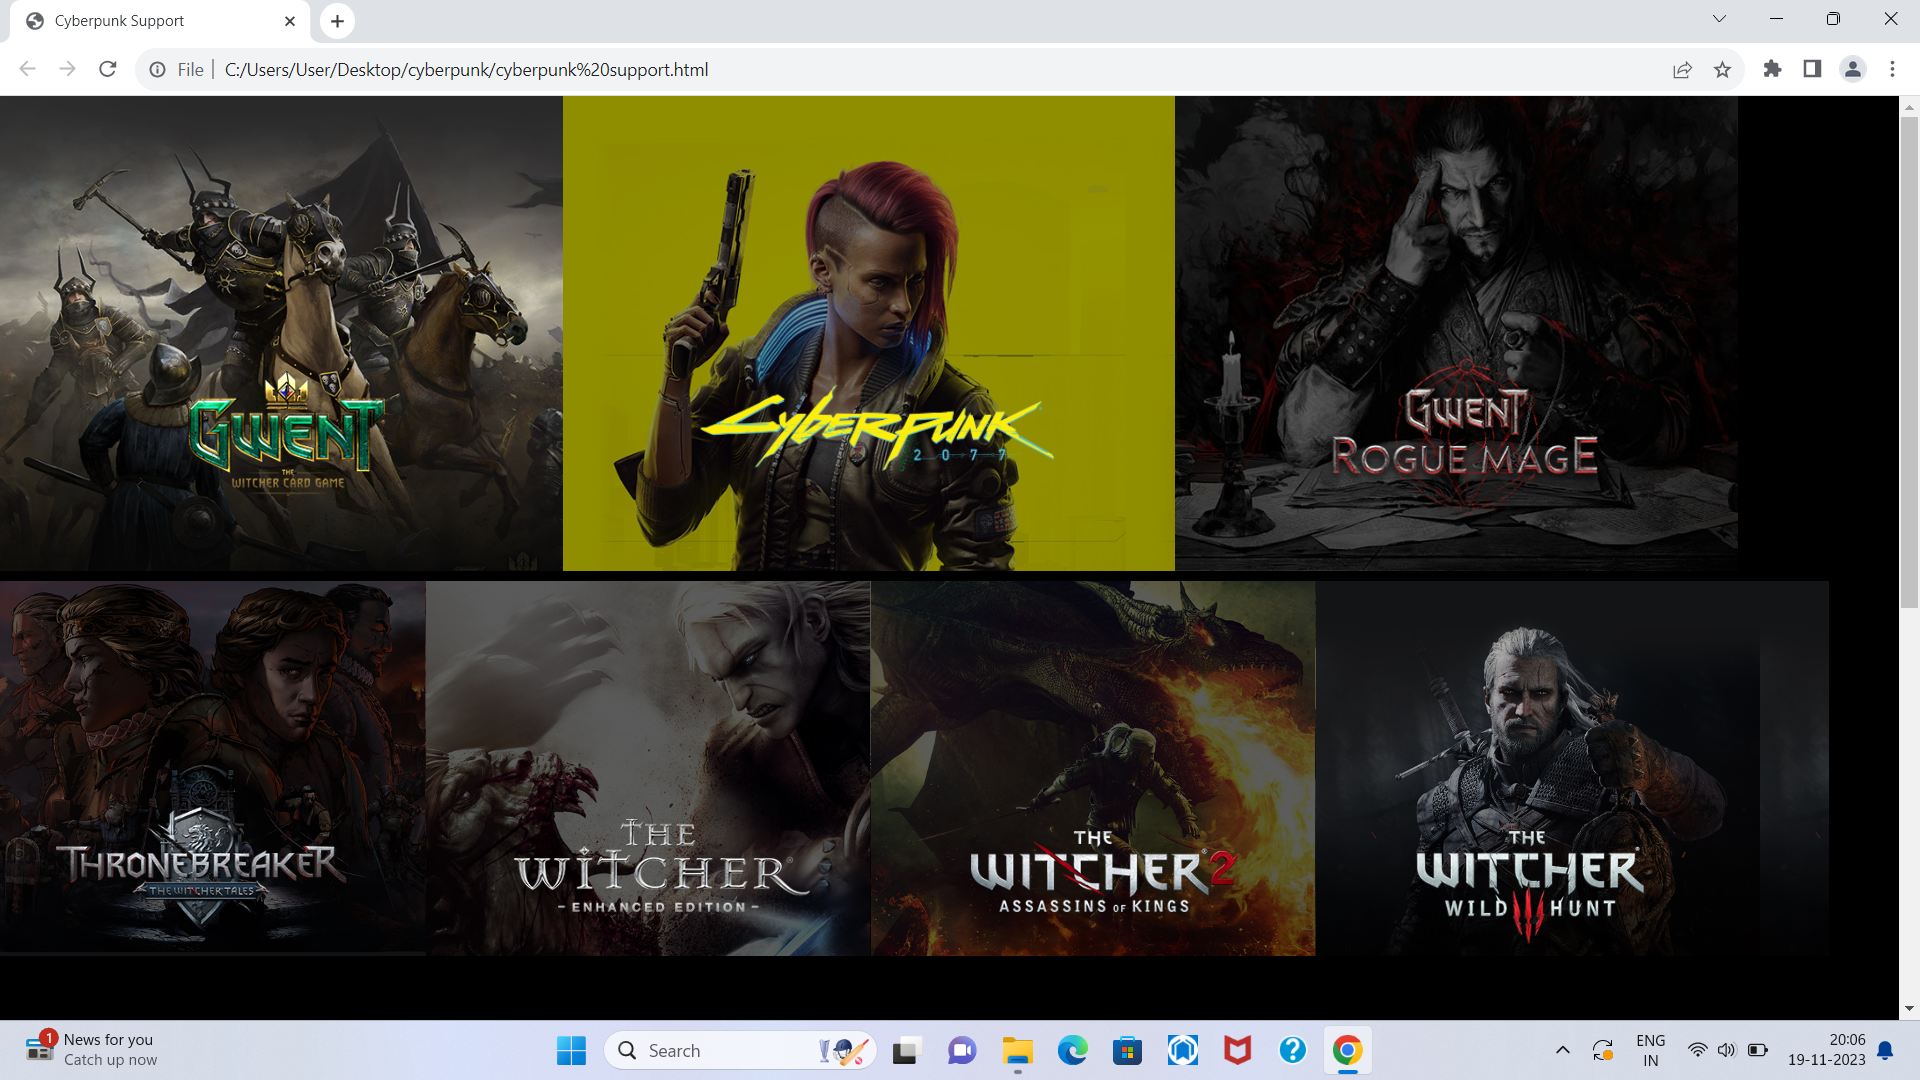 Cyberpunk Support
File
C:/Users/User/Desktop/cyberpunk/cyberpunk%20support.html
GWENT
THE
WITCHER CARD GAME
CYBERPUNK
2077
GWENT
ROGUE MAGE
THRONEBREAKER
THE WITCHER TALES
THE
WITCHER®
– ENHANCED EDITION –
THE
WITCHER® 2
ASSASSINS OF KINGS
THE
WITCHER®
WILD HUNT
1
News for you
Catch up now
Search
ENG
IN
20:06
19-11-2023